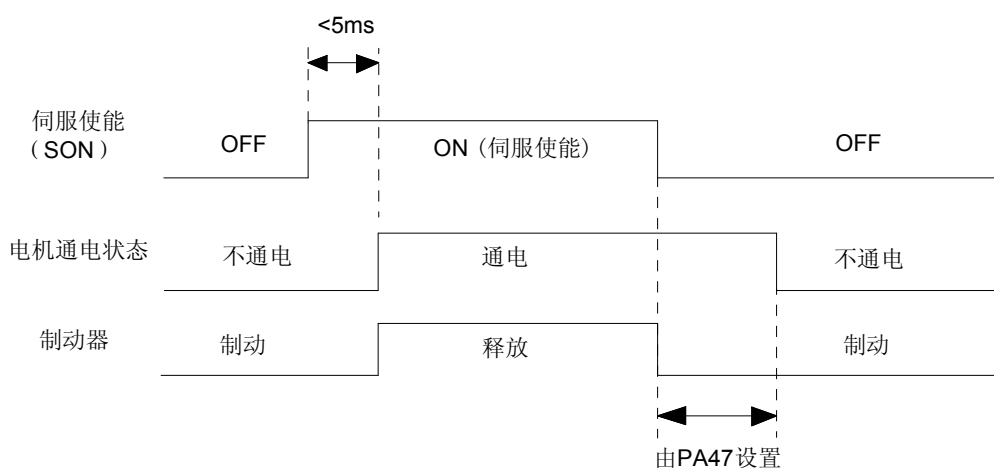 <5ms
伺服使能
（SON）
OFF
ON（伺服使能）
OFF
电机通电状态
不通电
通电
不通电
制动器
制动
释放
制动
由PA47设置